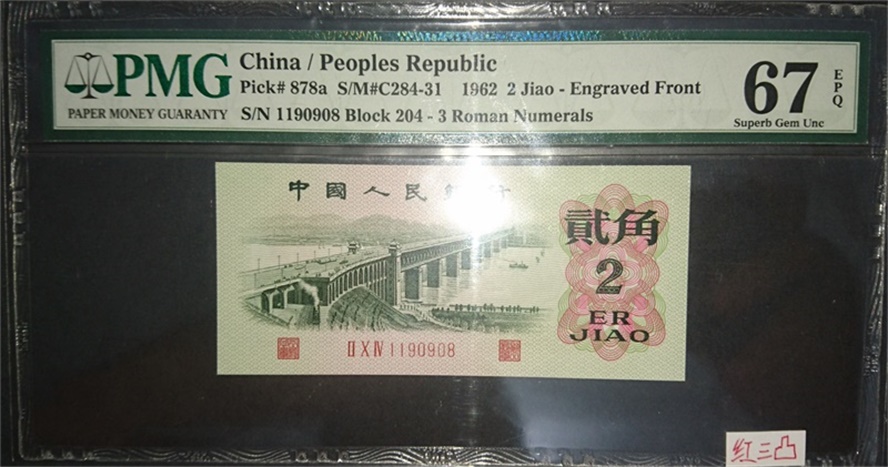 PMG
PAPER MONEY GUARANTY
China / Peoples Republic
Pick# 878a S/M#C284-31 1962 2 Jiao - Engraved Front
S/N 1190908 Block 204 - 3 Roman Numerals
67
EPQ
Superb Gem Unc
中國人民銀行
貳角
2
ER
JIAO
Ⅱ Ⅹ Ⅳ 1190908
红三凸